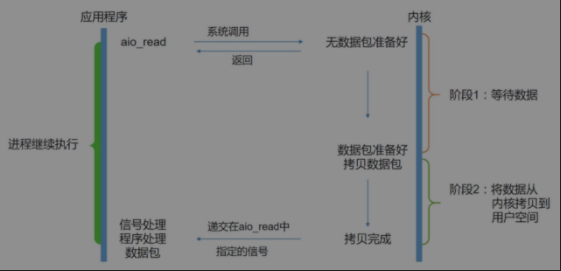 应用程序
内核
aio_read
系统调用
返回
无数据包准备好
阶段1：等待数据
进程继续执行
数据包准备好
拷贝数据包
阶段2：将数据从
内核拷贝到
用户空间
信号处理
程序处理
数据包
递交在aio_read中
指定的信号
拷贝完成